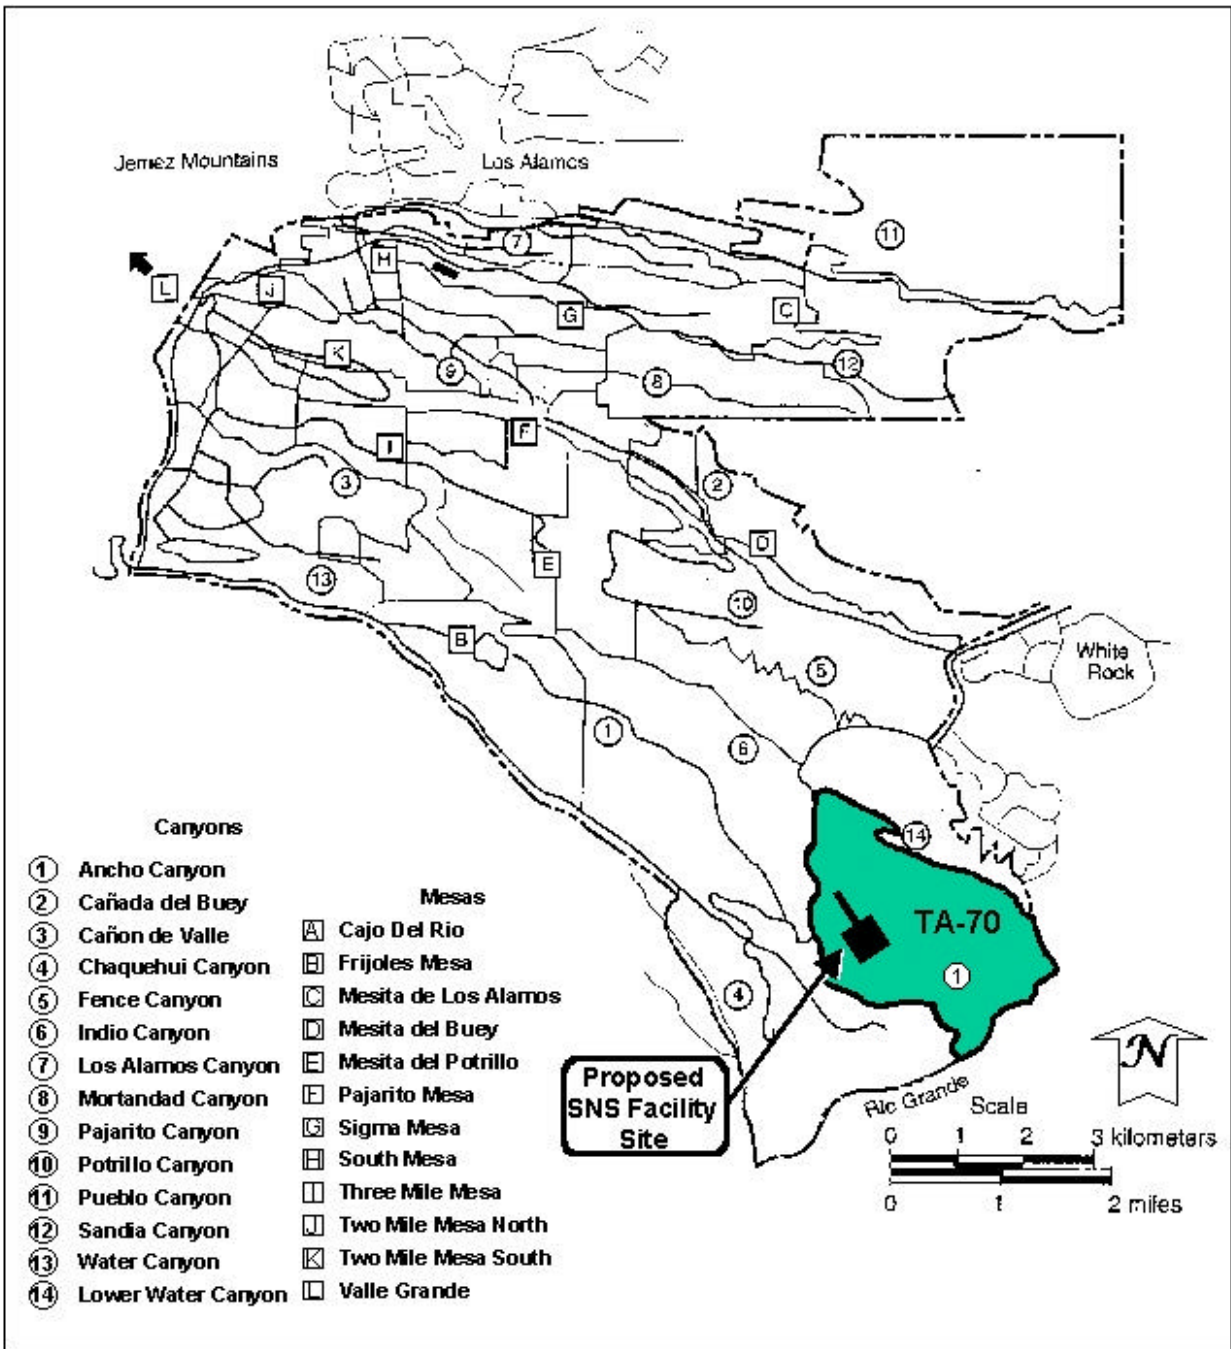 Jemez Mountains
Los Alamos
11
7
H
L
J
G
C
K
9
8
12
I
F
3
2
D
E
13
10
B
White
Rock
5
1
6
14
TA-70
1
4
Proposed
SNS Facility
Site
Rio Grande
N
Scale
0 1 2 3 kilometers
0 1 2 miles
Canyons
1 Ancho Canyon
2 Cañada del Buey
3 Cañon de Valle
4 Chaquehui Canyon
5 Fence Canyon
6 Indio Canyon
7 Los Alamos Canyon
8 Mortandad Canyon
9 Pajarito Canyon
10 Potrillo Canyon
11 Pueblo Canyon
12 Sandia Canyon
13 Water Canyon
14 Lower Water Canyon
Mesas
A Cajo Del Rio
B Frijoles Mesa
C Mesita de Los Alamos
D Mesita del Buey
E Mesita del Potrillo
F Pajarito Mesa
G Sigma Mesa
H South Mesa
I Three Mile Mesa
J Two Mile Mesa North
K Two Mile Mesa South
L Valle Grande